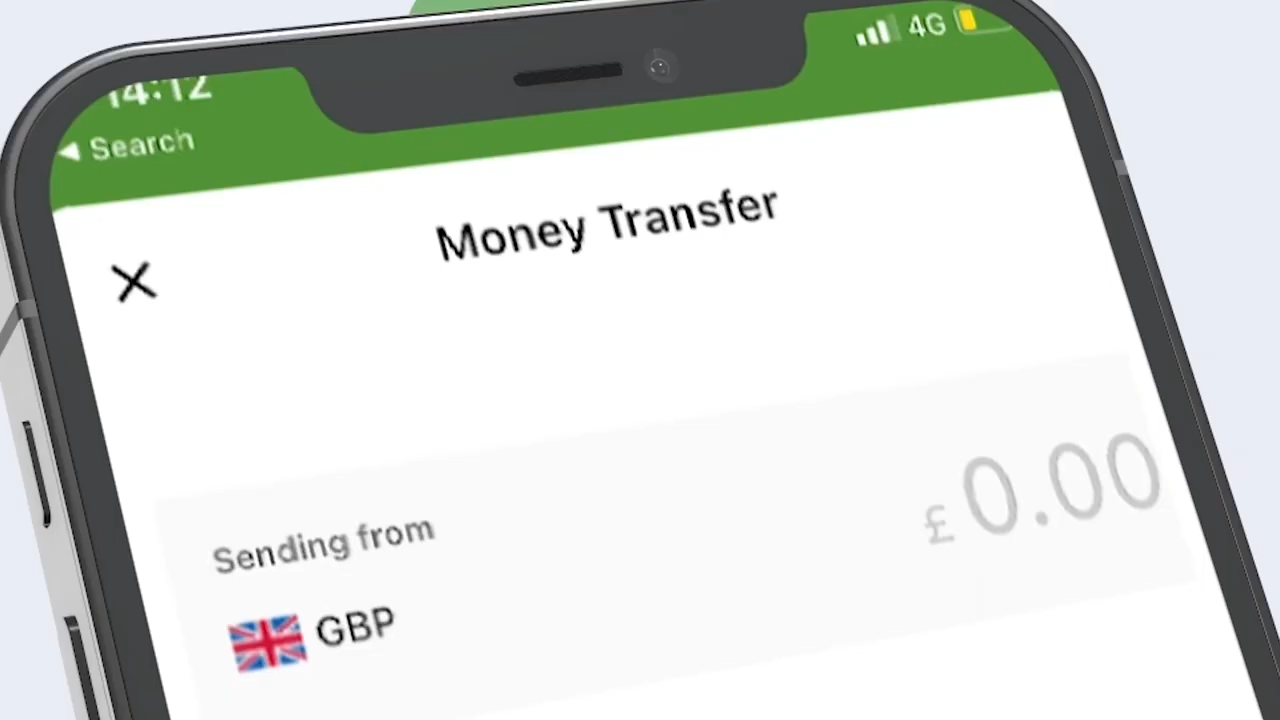 14:12
4G
◀ Search
Money Transfer
£ 0.00
Sending from
GBP